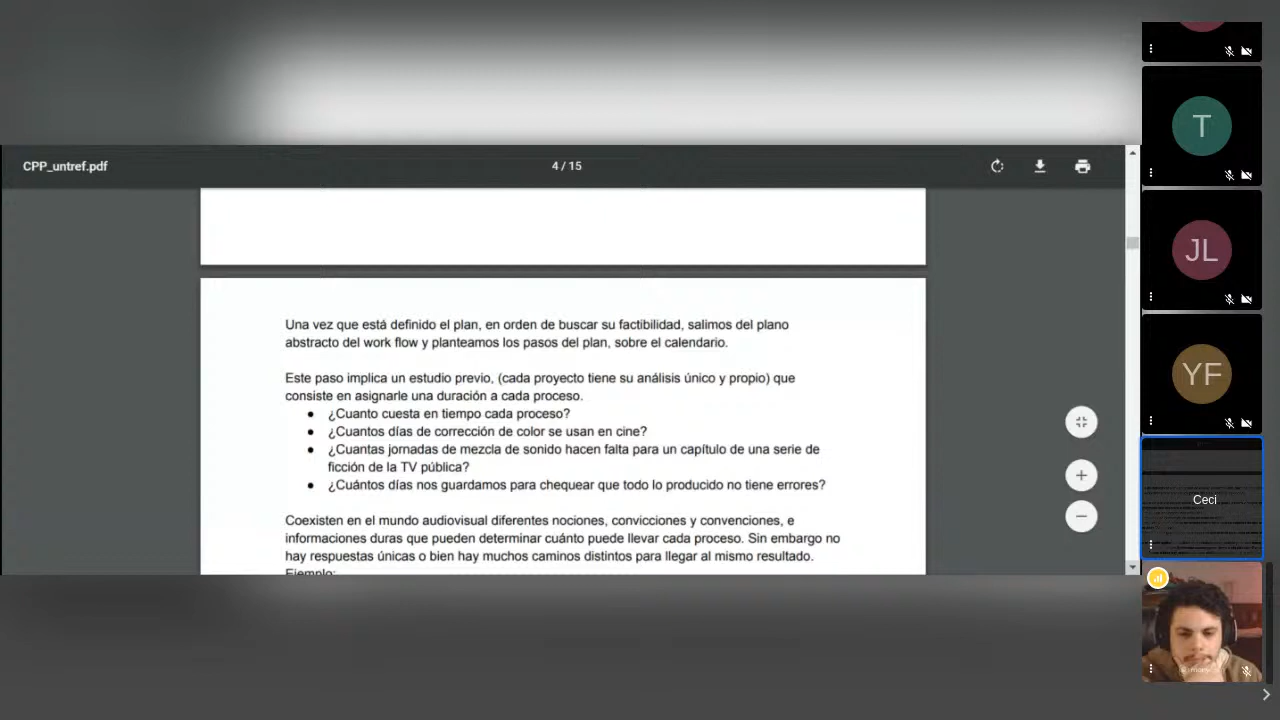 CPP_untref.pdf
4 / 15
Una vez que está definido el plan, en orden de buscar su factibilidad, salimos del plano
abstracto del work flow y planteamos los pasos del plan, sobre el calendario.
Este paso implica un estudio previo, (cada proyecto tiene su análisis único y propio) que
consiste en asignarle una duración a cada proceso.
● ¿Cuanto cuesta en tiempo cada proceso?
● ¿Cuantos días de corrección de color se usan en cine?
● ¿Cuantas jornadas de mezcla de sonido hacen falta para un capítulo de una serie de
ficción de la TV pública?
● ¿Cuántos días nos guardamos para chequear que todo lo producido no tiene errores?
Coexisten en el mundo audiovisual diferentes nociones, convicciones y convenciones, e
informaciones duras que pueden determinar cuánto puede llevar cada proceso. Sin embargo no
hay respuestas únicas o bien hay muchos caminos distintos para llegar al mismo resultado.
Ejemplo:
T
JL
YF
Ceci